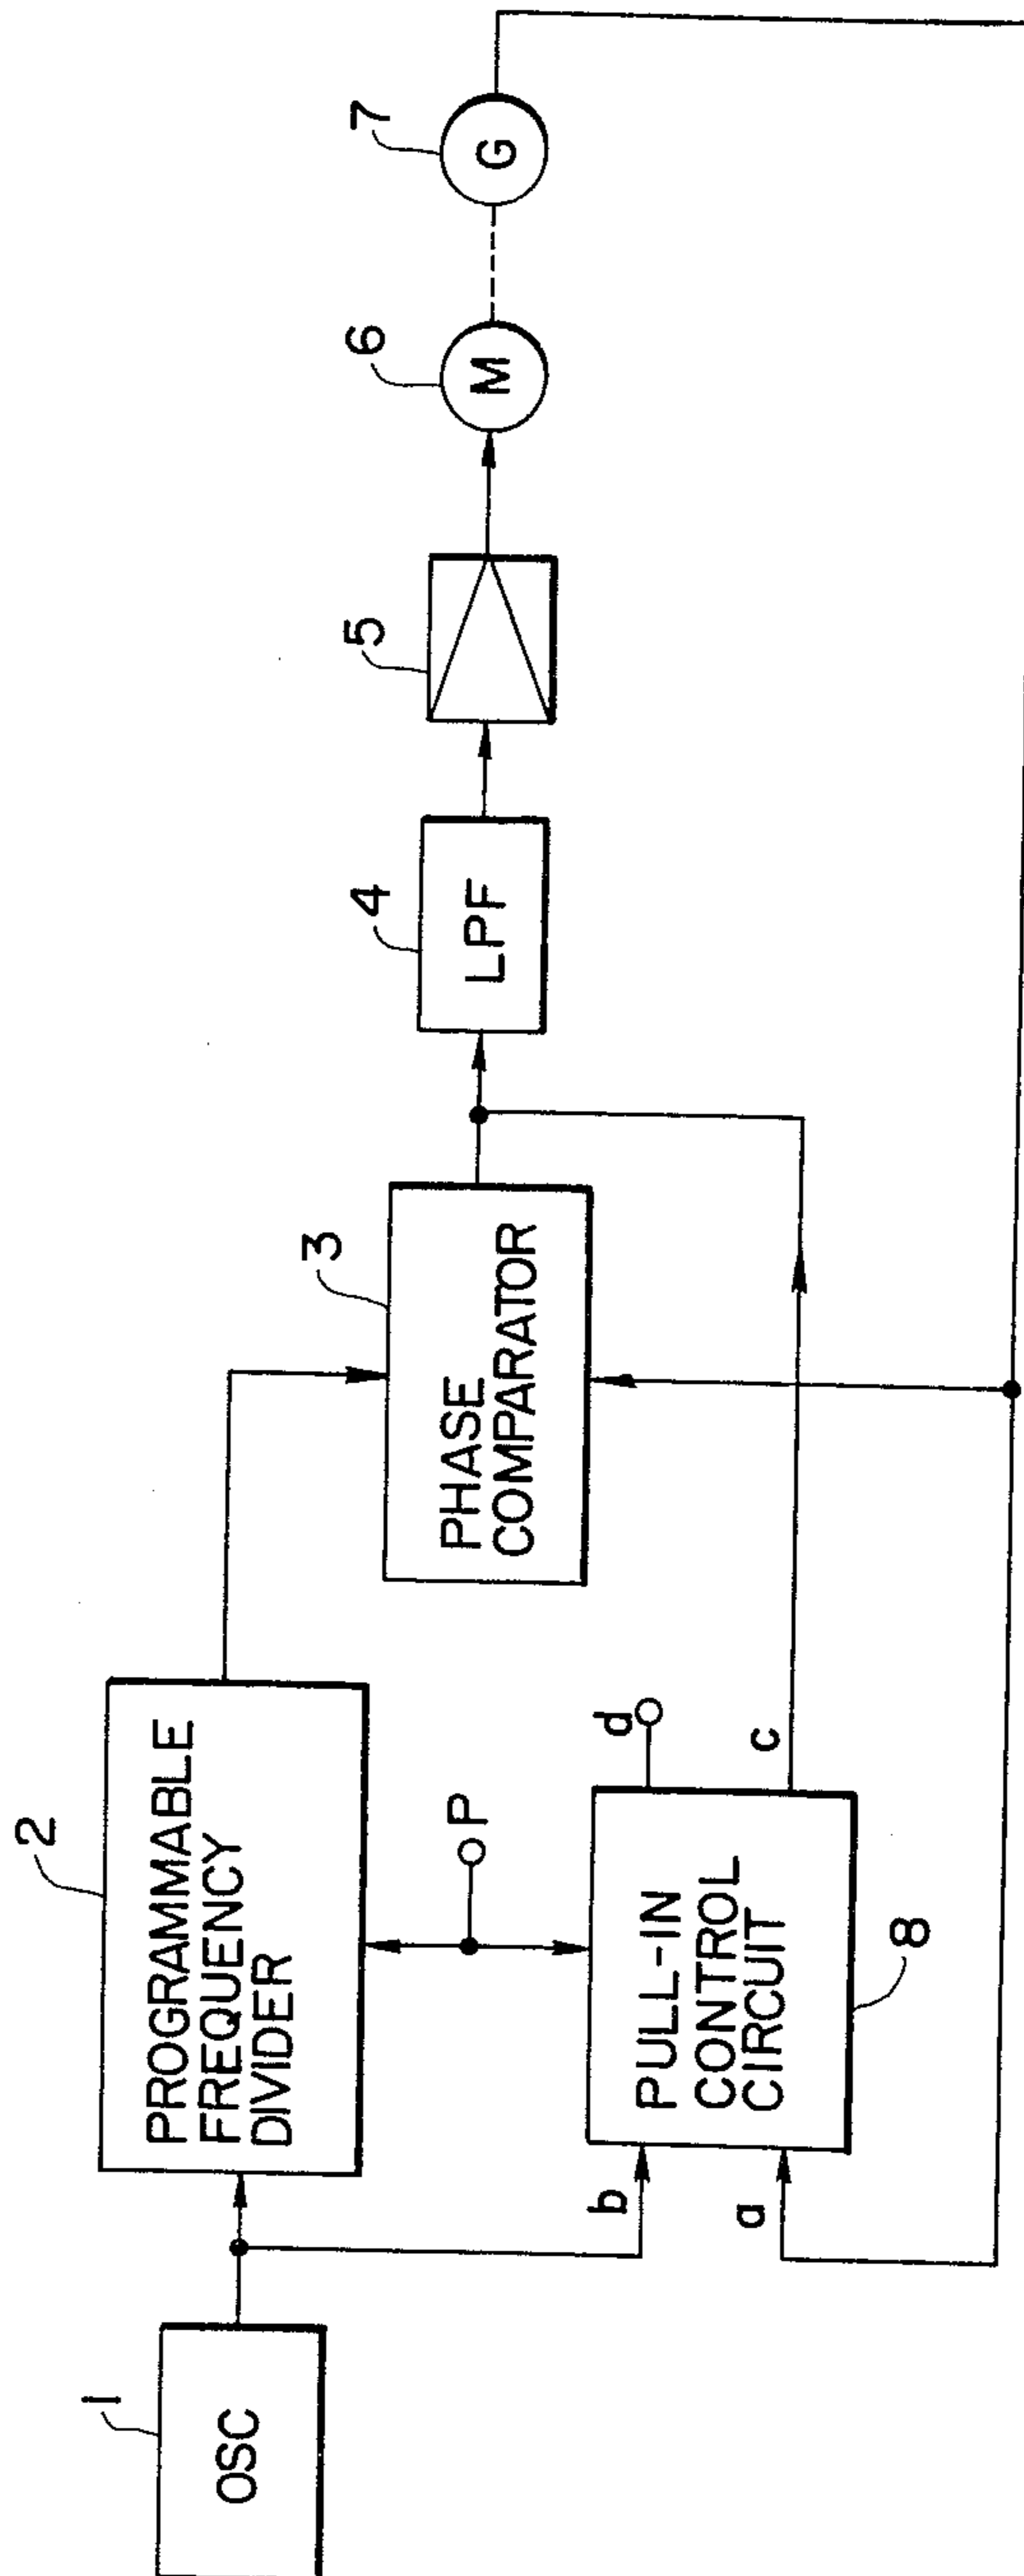 1
OSC
2
PROGRAMMABLE
FREQUENCY
DIVIDER
P
b
a
PULL-IN
CONTROL
CIRCUIT
8
d
c
3
PHASE
COMPARATOR
4
LPF
5
6
M
7
G